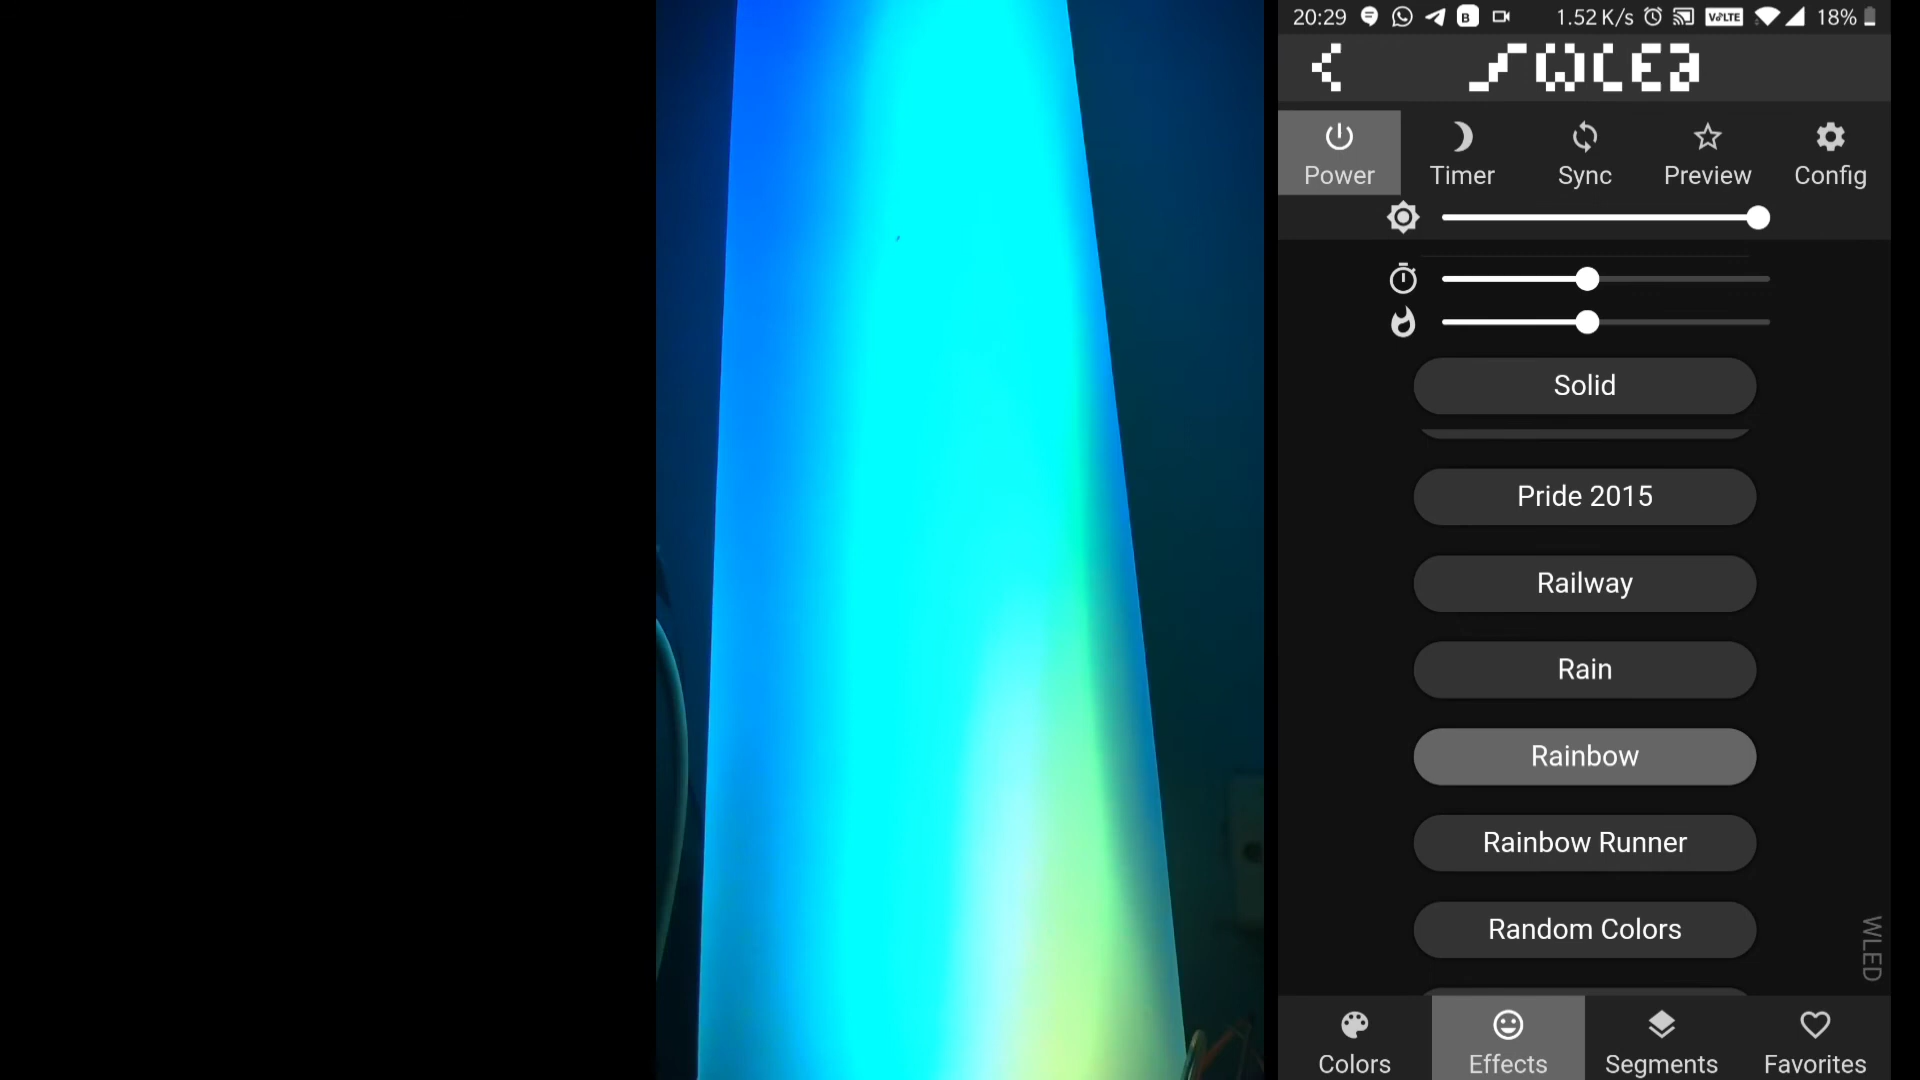 20:29 B 1.52 K/s VoLTE 18%
WLED
Power Timer Sync Preview Config
Solid
Pride 2015
Railway
Rain
Rainbow
Rainbow Runner
Random Colors
WLED
Colors Effects Segments Favorites